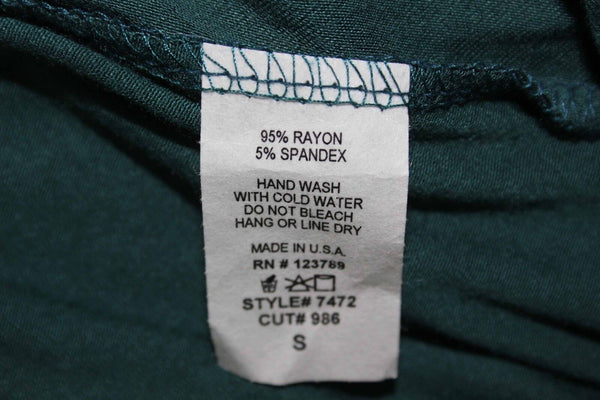 95% RAYON
5% SPANDEX
HAND WASH
WITH COLD WATER
DO NOT BLEACH
HANG OR LINE DRY
MADE IN U.S.A.
RN # 123789
STYLE# 7472
CUT# 986
S